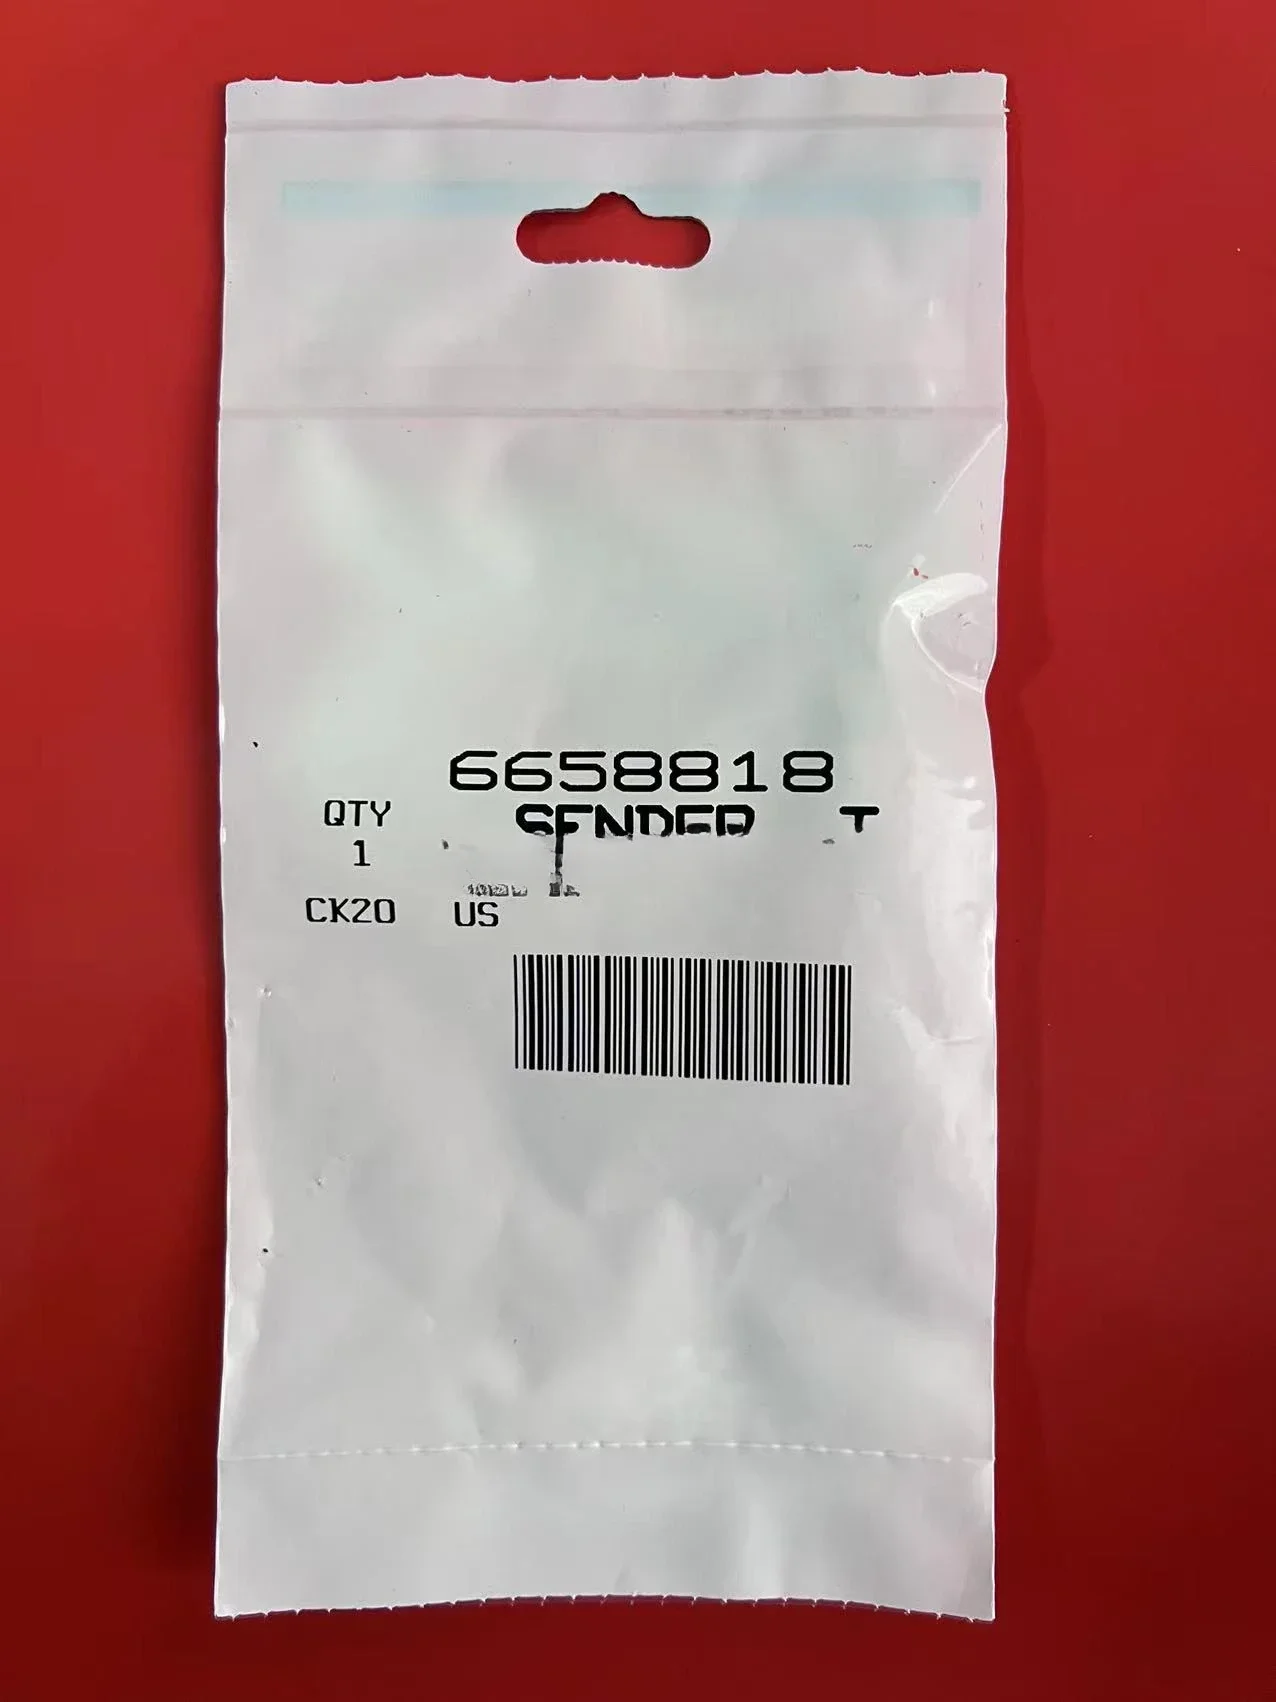 6658818
QTY SENDER T
1
CK20 US